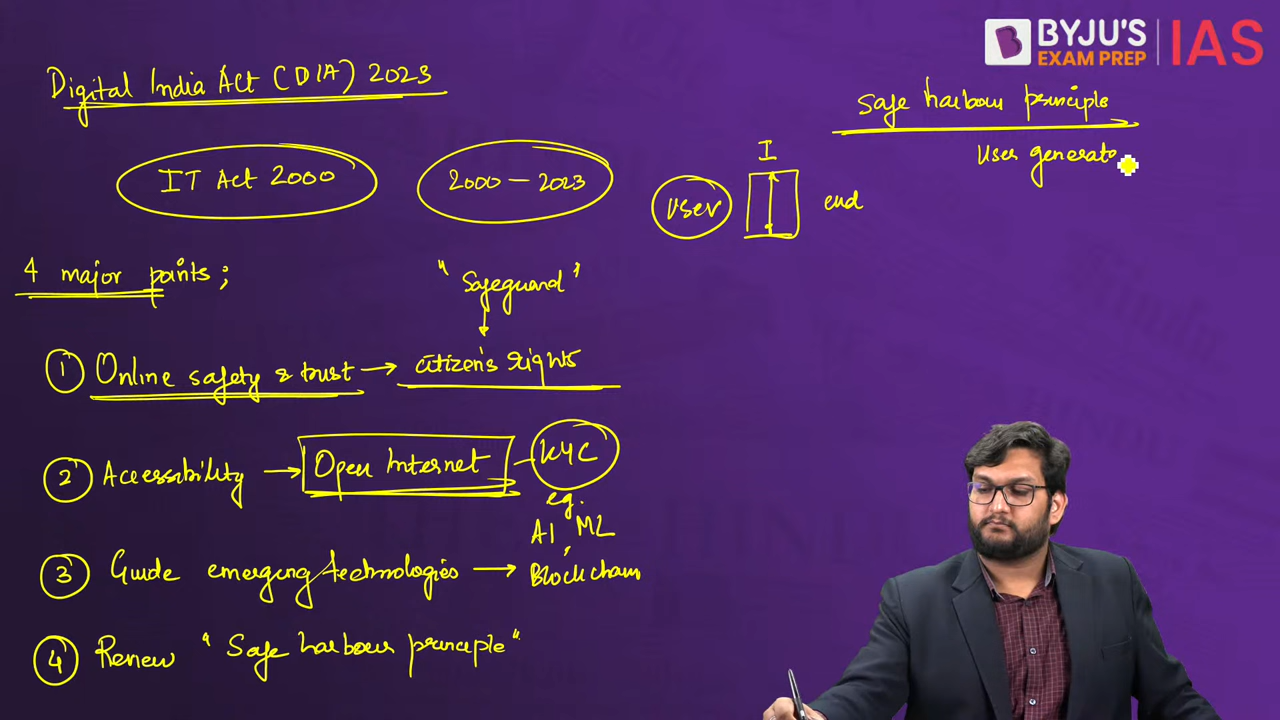 Digital India Act (DIA) 2023
IT Act 2000
2000 - 2023
4 major points;
"Safeguard"
1 Online safety & trust → citizen's rights
2 Accessibility → Open Internet - KYC
eg.
AI, ML
3 Guide emerging technologies → Blockchain
4 Renew "Safe harbour principle"
User
I
end
BYJU'S
EXAM PREP
IAS
Safe harbour principle
User generato